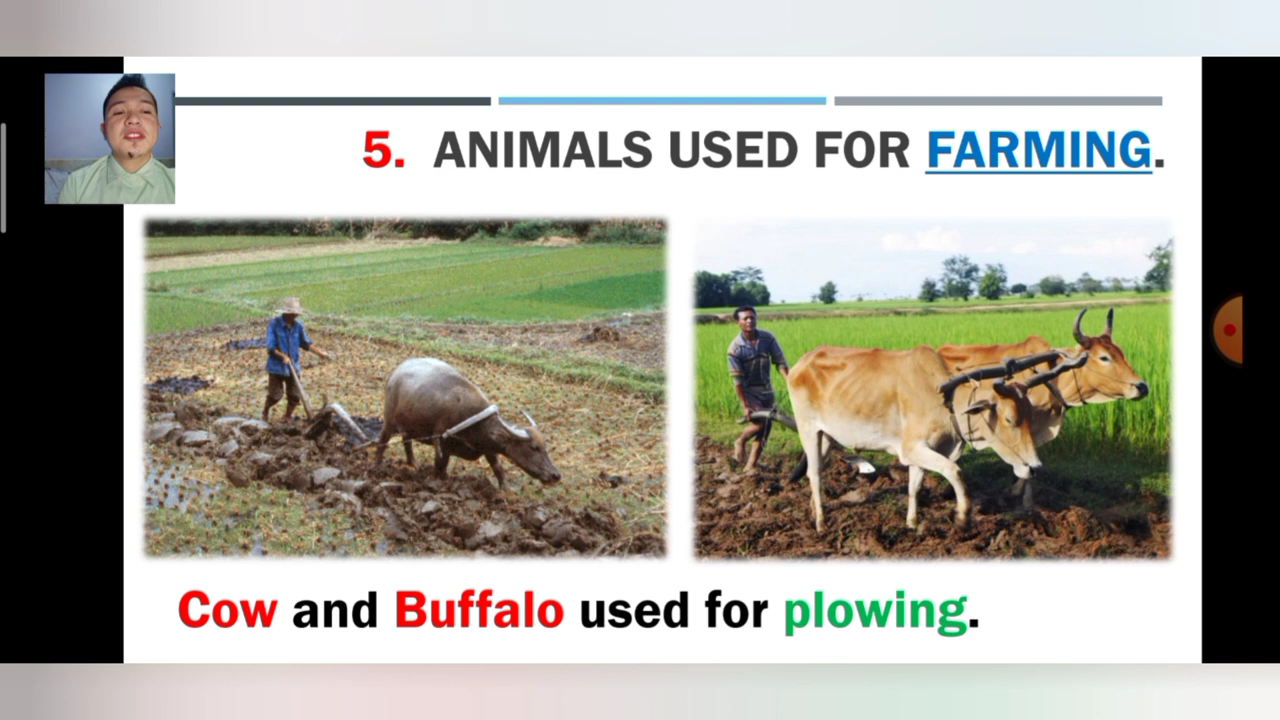 5. ANIMALS USED FOR FARMING.
Cow and Buffalo used for plowing.